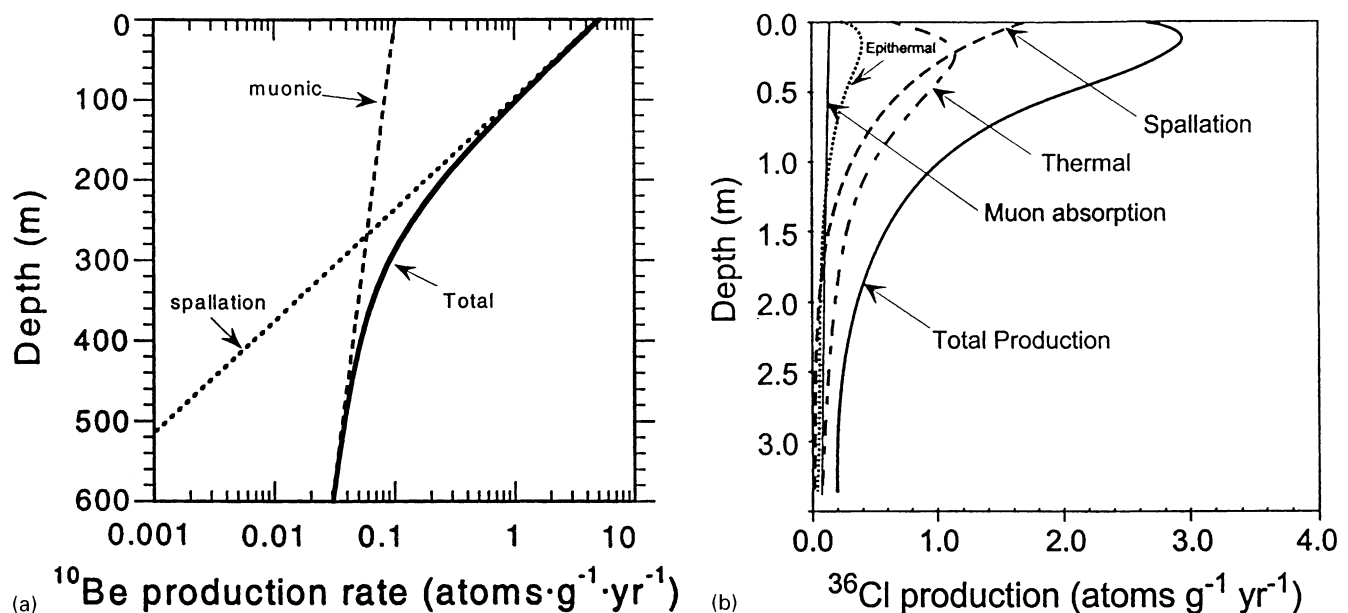 0
100
200
300
400
500
600
Depth (m)
muonic
spallation
Total
0.001 0.01 0.1 1 10
(a) ¹⁰Be production rate (atoms·g⁻¹·yr⁻¹)
0.0
0.5
1.0
1.5
2.0
2.5
3.0
Depth (m)
Epithermal
Spallation
Thermal
Muon absorption
Total Production
0.0 1.0 2.0 3.0 4.0
(b) ³⁶Cl production (atoms g⁻¹ yr⁻¹)